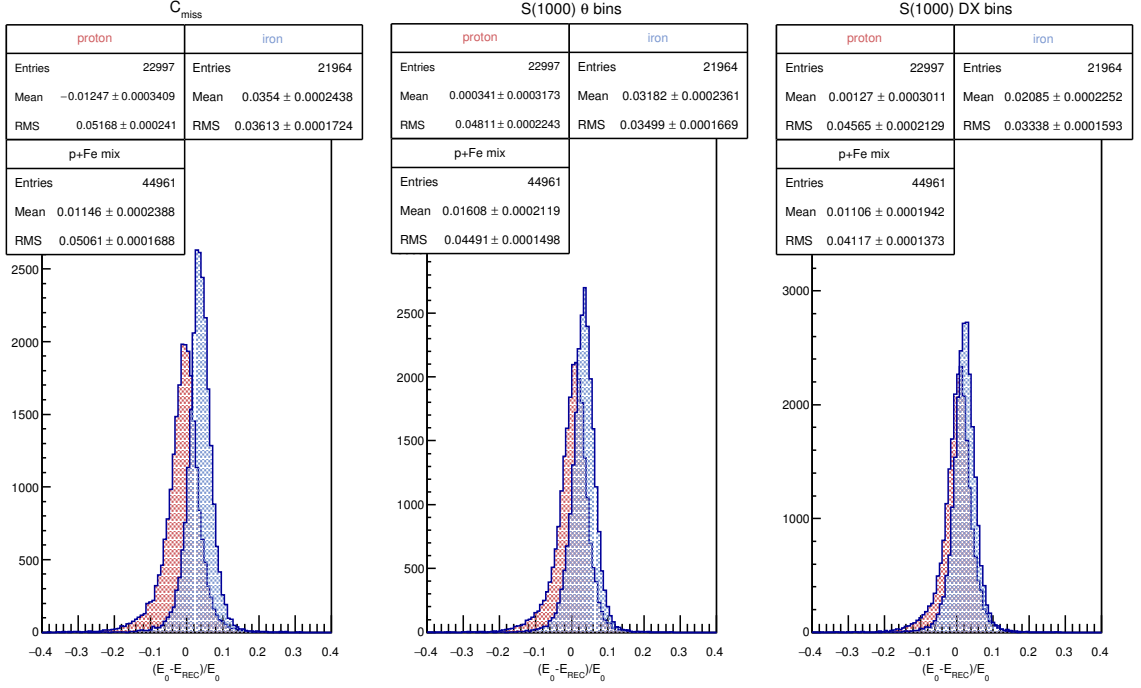 C_miss
proton iron
Entries 22997 Entries 21964
Mean −0.01247 ± 0.0003409 Mean 0.0354 ± 0.0002438
RMS 0.05168 ± 0.000241 RMS 0.03613 ± 0.0001724
p+Fe mix
Entries 44961
Mean 0.01146 ± 0.0002388
RMS 0.05061 ± 0.0001688
2500
2000
1500
1000
500
0
−0.4 −0.3 −0.2 −0.1 0 0.1 0.2 0.3 0.4
(E_0-E_REC)/E_0
S(1000) θ bins
proton iron
Entries 22997 Entries 21964
Mean 0.000341 ± 0.0003173 Mean 0.03182 ± 0.0002361
RMS 0.04811 ± 0.0002243 RMS 0.03499 ± 0.0001669
p+Fe mix
Entries 44961
Mean 0.01608 ± 0.0002119
RMS 0.04491 ± 0.0001498
2500
2000
1500
1000
500
0
−0.4 −0.3 −0.2 −0.1 0 0.1 0.2 0.3 0.4
(E_0-E_REC)/E_0
S(1000) DX bins
proton iron
Entries 22997 Entries 21964
Mean 0.00127 ± 0.0003011 Mean 0.02085 ± 0.0002252
RMS 0.04565 ± 0.0002129 RMS 0.03338 ± 0.0001593
p+Fe mix
Entries 44961
Mean 0.01106 ± 0.0001942
RMS 0.04117 ± 0.0001373
3000
2000
1000
0
−0.4 −0.3 −0.2 −0.1 0 0.1 0.2 0.3 0.4
(E_0-E_REC)/E_0